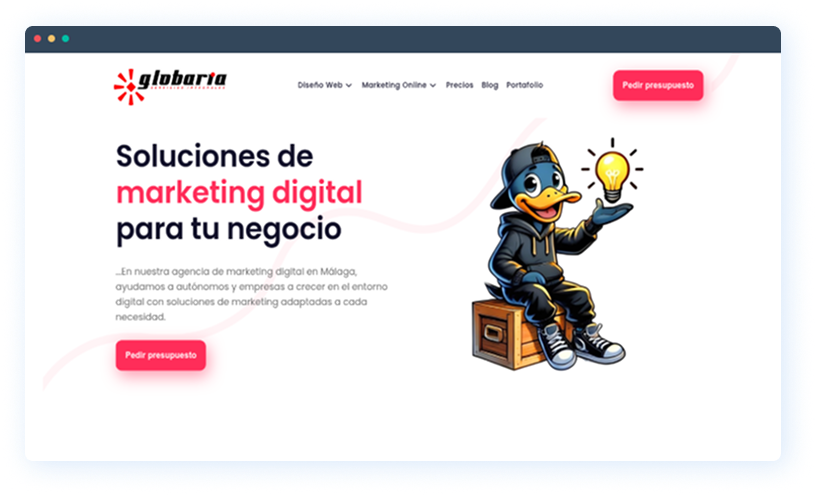 globaria
SERVICIOS INTEGRALES
Diseño Web Marketing Online Precios Blog Portafolio
Pedir presupuesto
Soluciones de
marketing digital
para tu negocio
...En nuestra agencia de marketing digital en Málaga,
ayudamos a autónomos y empresas a crecer en el entorno
digital con soluciones de marketing adaptadas a cada
necesidad.
Pedir presupuesto